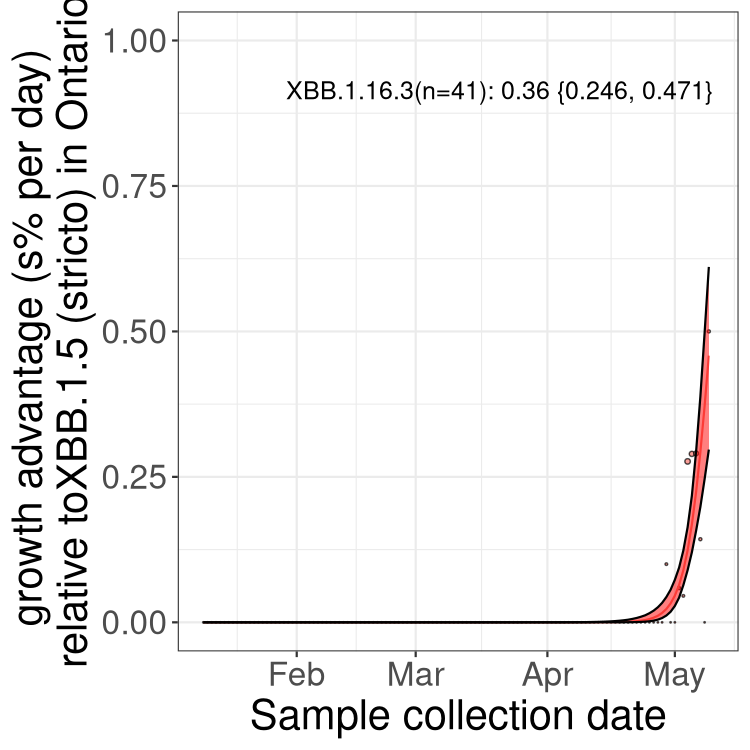 growth advantage (s% per day)
relative toXBB.1.5 (stricto) in Ontario
1.00
0.75
0.50
0.25
0.00
XBB.1.16.3(n=41): 0.36 {0.246, 0.471}
Feb Mar Apr May
Sample collection date